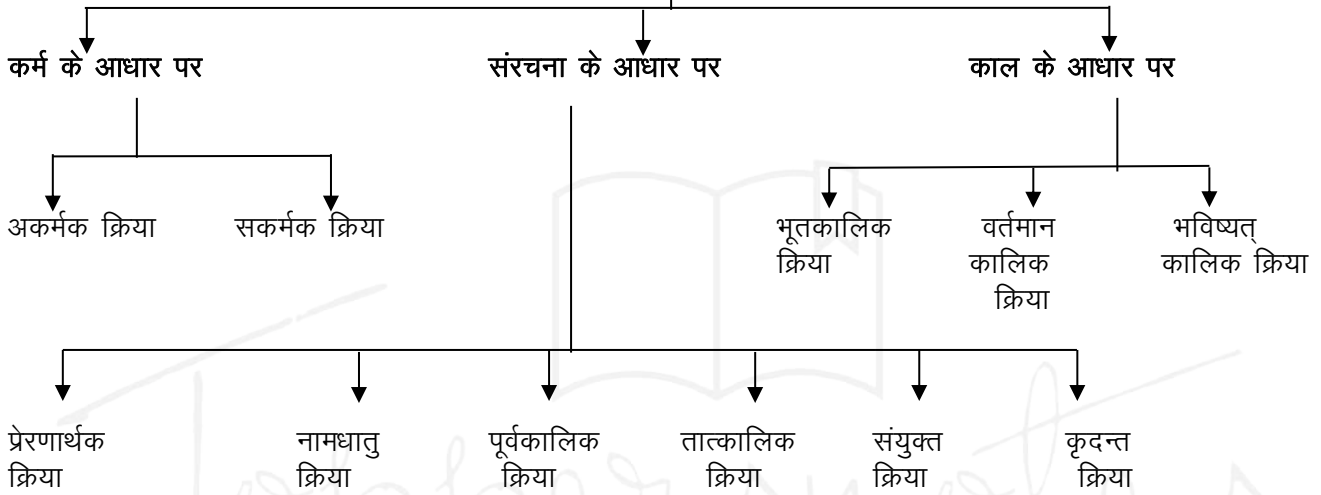 कर्म के आधार पर
संरचना के आधार पर
काल के आधार पर
अकर्मक क्रिया
सकर्मक क्रिया
भूतकालिक
क्रिया
वर्तमान
कालिक
क्रिया
भविष्यत्
कालिक क्रिया
प्रेरणार्थक
क्रिया
नामधातु
क्रिया
पूर्वकालिक
क्रिया
तात्कालिक
क्रिया
संयुक्त
क्रिया
कृदन्त
क्रिया